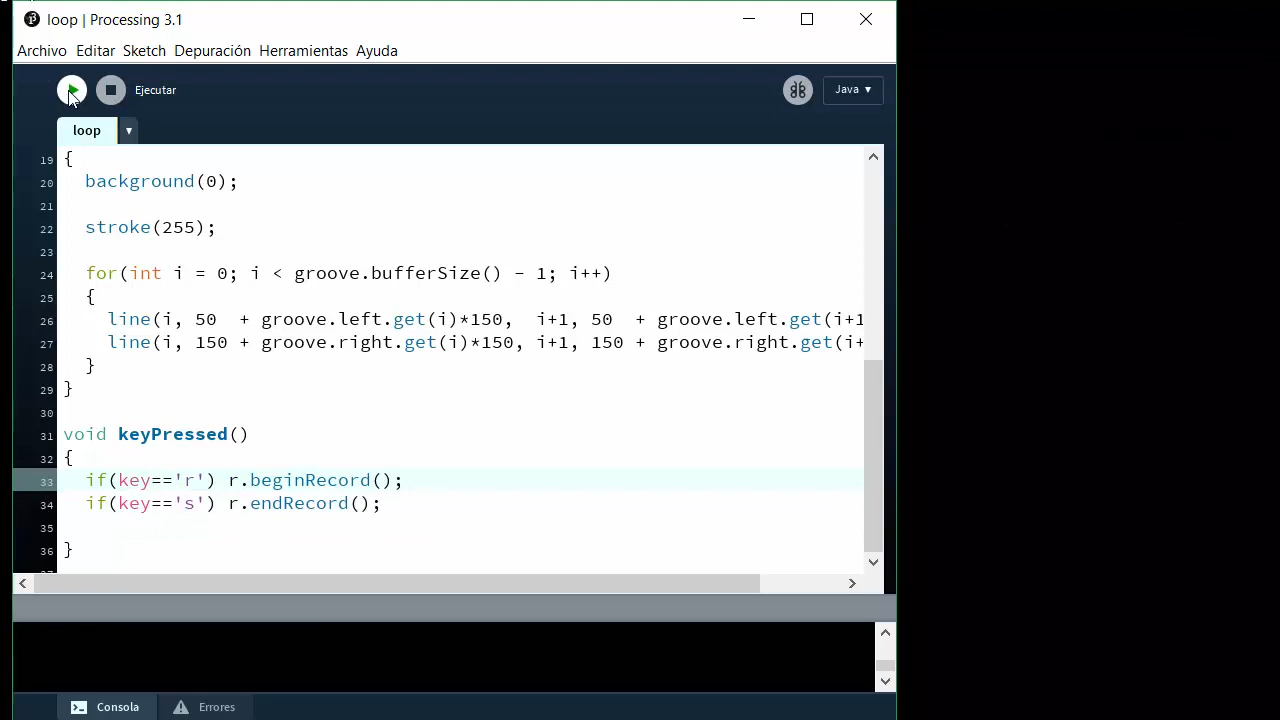 loop | Processing 3.1
Archivo Editar Sketch Depuración Herramientas Ayuda
Ejecutar
Java ▾
loop ▾
19 {
20 background(0);
21
22 stroke(255);
23
24 for(int i = 0; i < groove.bufferSize() - 1; i++)
25 {
26 line(i, 50  + groove.left.get(i)*150,  i+1, 50  + groove.left.get(i+1
27 line(i, 150 + groove.right.get(i)*150, i+1, 150 + groove.right.get(i+
28 }
29 }
30
31 void keyPressed()
32 {
33 if(key=='r') r.beginRecord();
34 if(key=='s') r.endRecord();
35
36 }
Consola Errores